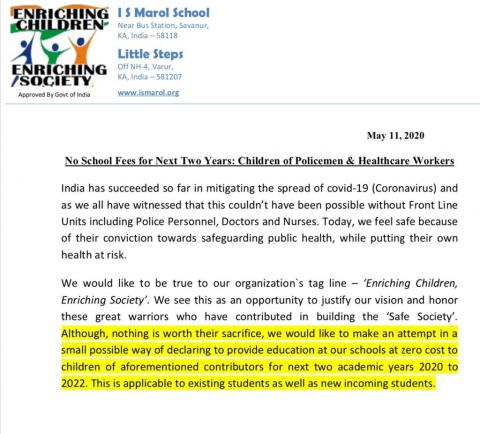 ENRICHING
CHILDREN
ENRICHING
SOCIETY
Approved By Govt of India
I S Marol School
Near Bus Station, Savanur,
KA, India – 58118
Little Steps
Off NH-4, Varur,
KA, India – 581207
www.ismarol.org
May 11, 2020
No School Fees for Next Two Years: Children of Policemen & Healthcare Workers
India has succeeded so far in mitigating the spread of covid-19 (Coronavirus) and
as we all have witnessed that this couldn't have been possible without Front Line
Units including Police Personnel, Doctors and Nurses. Today, we feel safe because
of their conviction towards safeguarding public health, while putting their own
health at risk.
We would like to be true to our organization`s tag line – ‘Enriching Children,
Enriching Society’. We see this as an opportunity to justify our vision and honor
these great warriors who have contributed in building the ‘Safe Society’.
Although, nothing is worth their sacrifice, we would like to make an attempt in a
small possible way of declaring to provide education at our schools at zero cost to
children of aforementioned contributors for next two academic years 2020 to
2022. This is applicable to existing students as well as new incoming students.